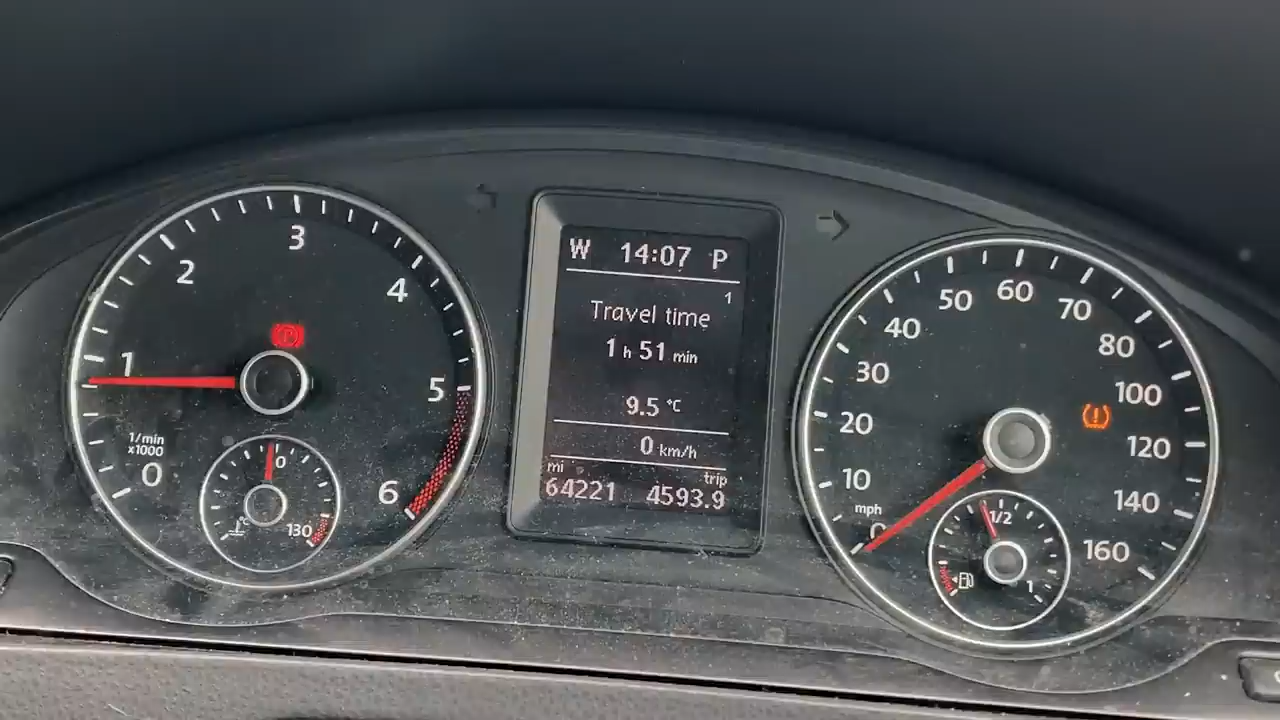 1/min
x1000
0
1
2
3
4
5
6
130
°C
W 14:07 P
1
Travel time
1 h 51 min
9.5 °C
0 km/h
mi trip
64221 4593.9
mph
0
10
20
30
40
50
60
70
80
100
120
140
160
1/2
1